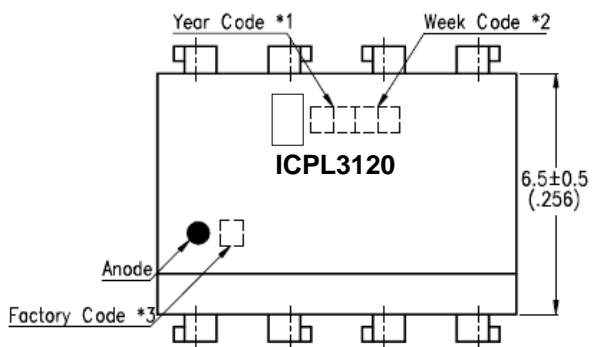 Year Code *1
Week Code *2
ICPL3120
6.5±0.5
(.256)
Anode
Factory Code *3